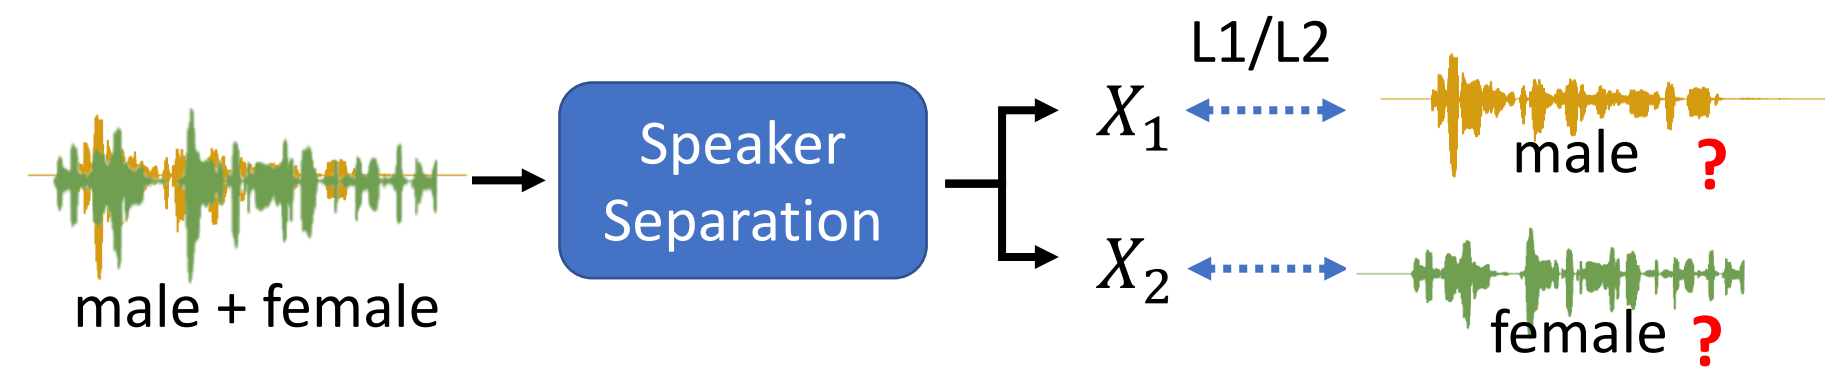 L1/L2
Speaker
Separation
X₁
X₂
male ?
female ?
male + female